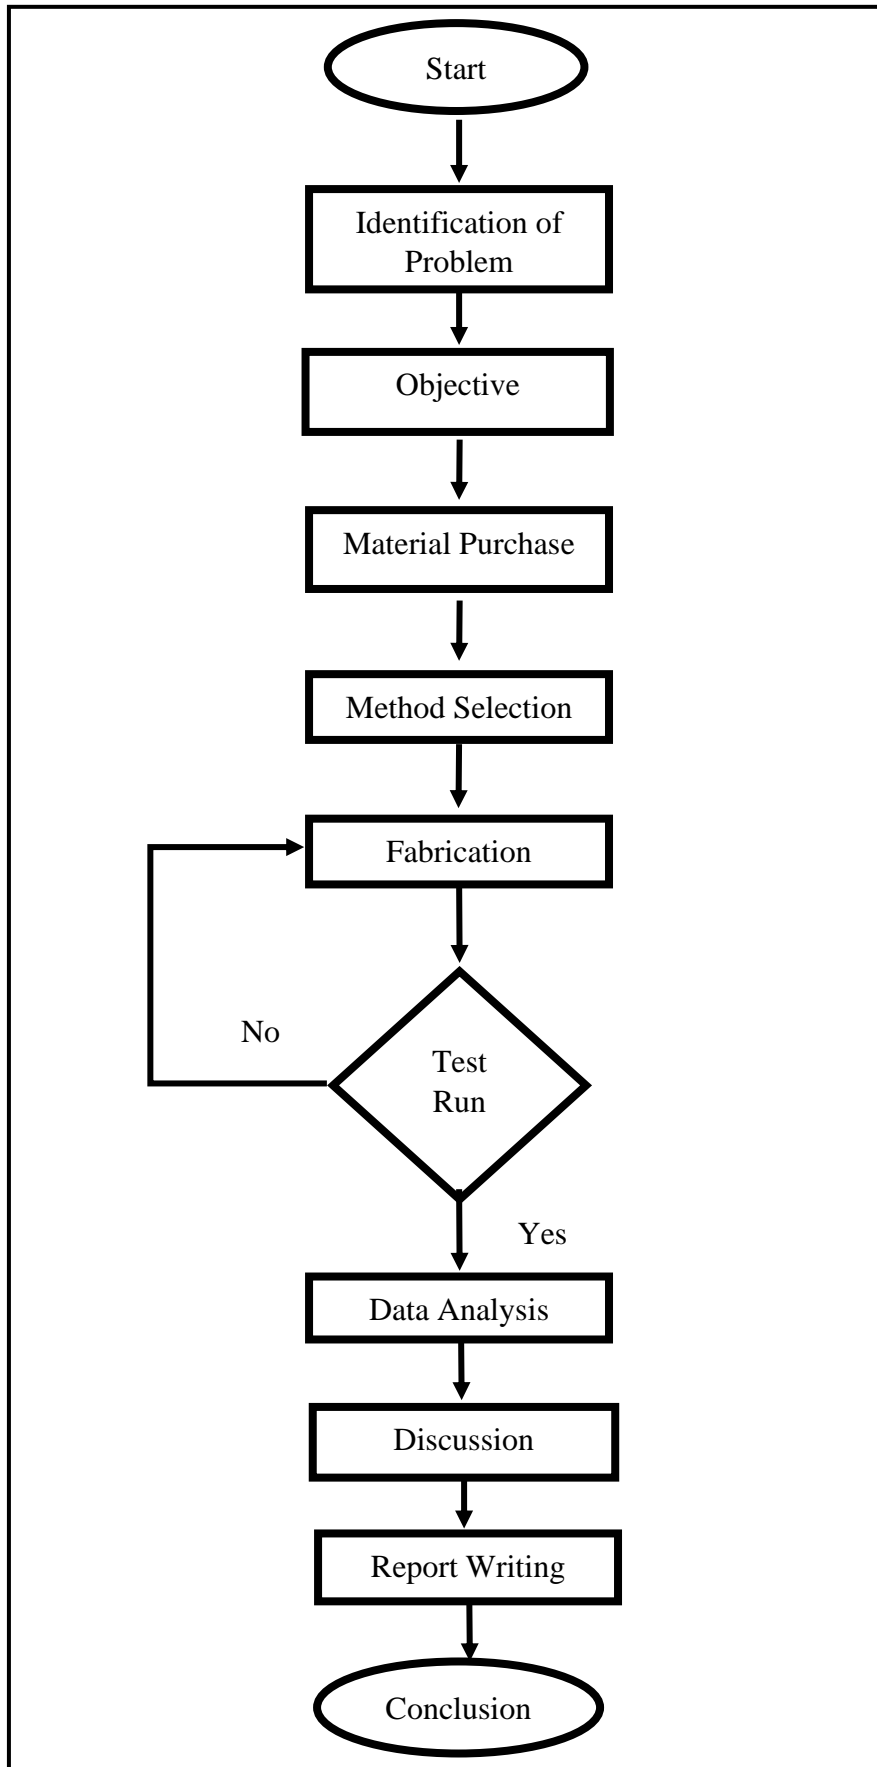 Start
Identification of
Problem
Objective
Material Purchase
Method Selection
Fabrication
No
Test
Run
Yes
Data Analysis
Discussion
Report Writing
Conclusion